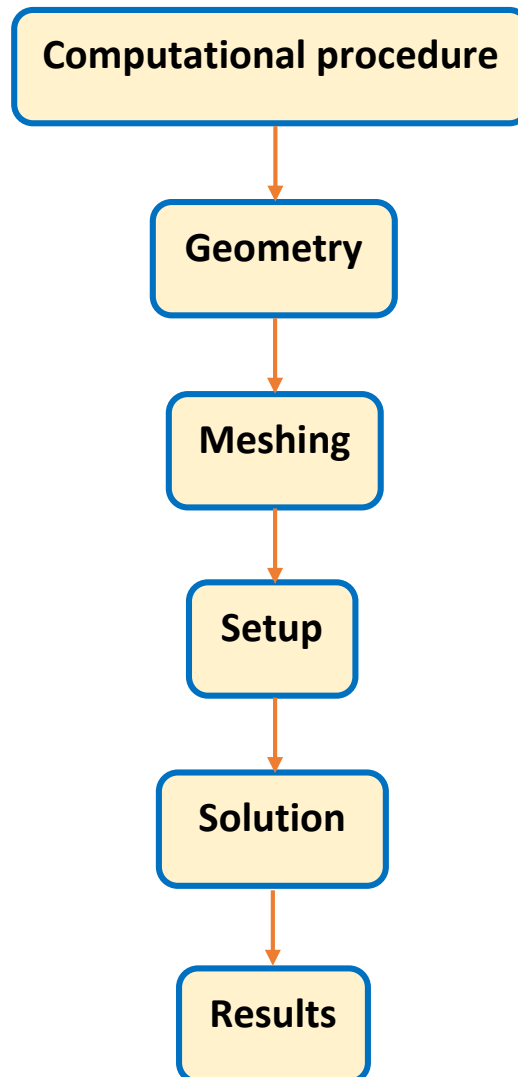 Computational procedure
Geometry
Meshing
Setup
Solution
Results